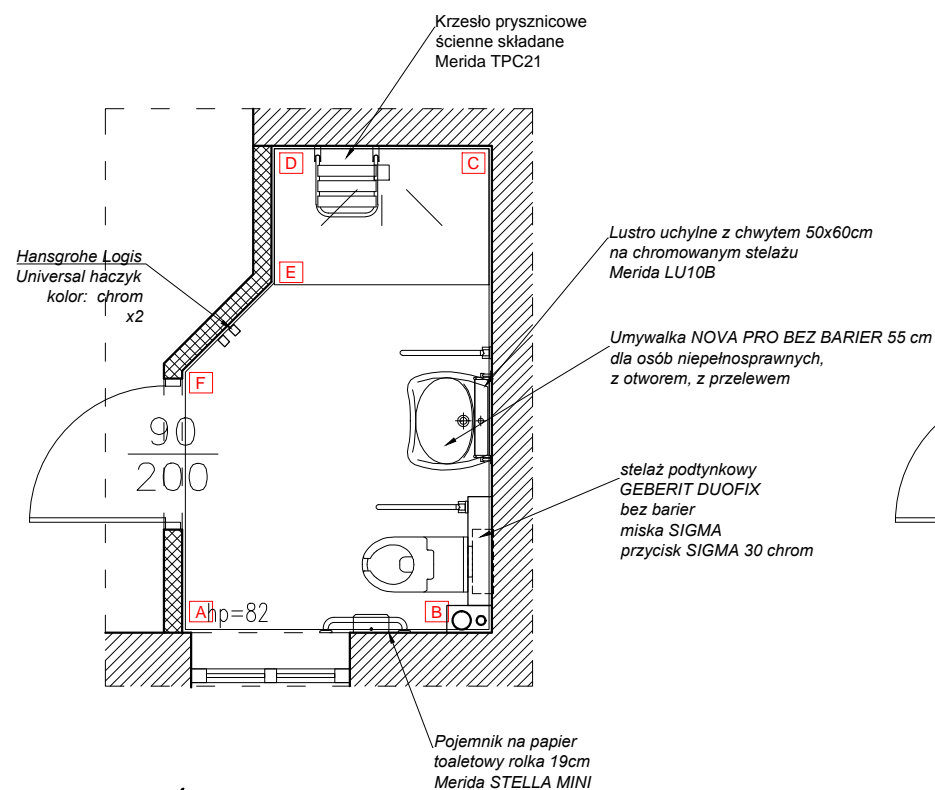 Krzesło prysznicowe
ścienne składane
Merida TPC21
D
C
Lustro uchylne z chwytem 50x60cm
na chromowanym stelażu
Merida LU10B
Hansgrohe Logis
Universal haczyk
kolor: chrom
x2
E
Umywalka NOVA PRO BEZ BARIER 55 cm
dla osób niepełnosprawnych,
z otworem, z przelewem
F
90
200
stelaż podtynkowy
GEBERIT DUOFIX
bez barier
miska SIGMA
przycisk SIGMA 30 chrom
A
hp=82
B
Pojemnik na papier
toaletowy rolka 19cm
Merida STELLA MINI